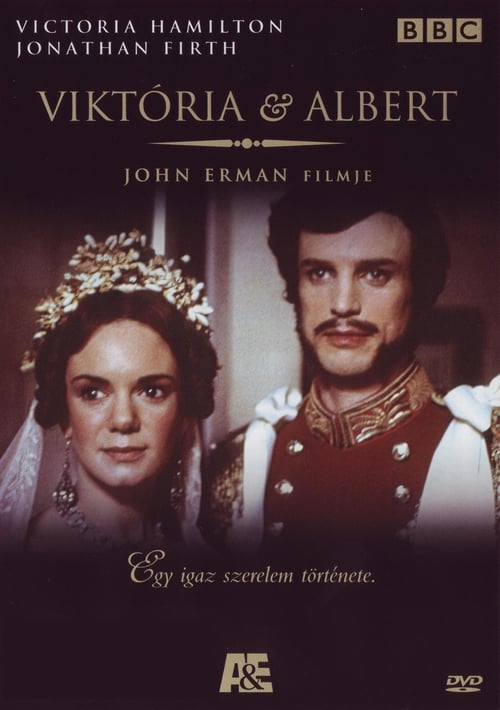 VICTORIA HAMILTON
JONATHAN FIRTH
BBC
VIKTÓRIA & ALBERT
JOHN ERMAN FILMJE
Egy igaz szerelem története.
A&E
DVD